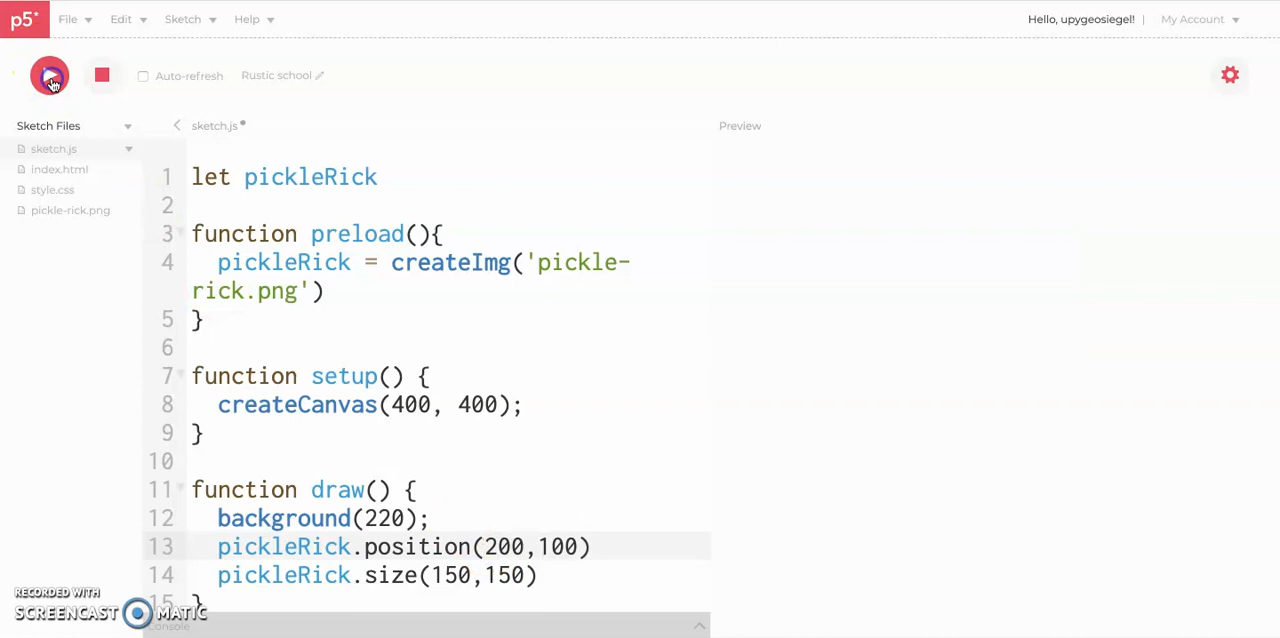 p5* File Edit Sketch Help Hello, upygeosiegel! | My Account
Auto-refresh Rustic school
Sketch Files sketch.js Preview
sketch.js
index.html
style.css
pickle-rick.png
1 let pickleRick
2
3 function preload(){
4 pickleRick = createImg('pickle-
rick.png')
5 }
6
7 function setup() {
8 createCanvas(400, 400);
9 }
10
11 function draw() {
12 background(220);
13 pickleRick.position(200,100)
14 pickleRick.size(150,150)
15 }
RECORDED WITH
SCREENCAST MATIC
Console